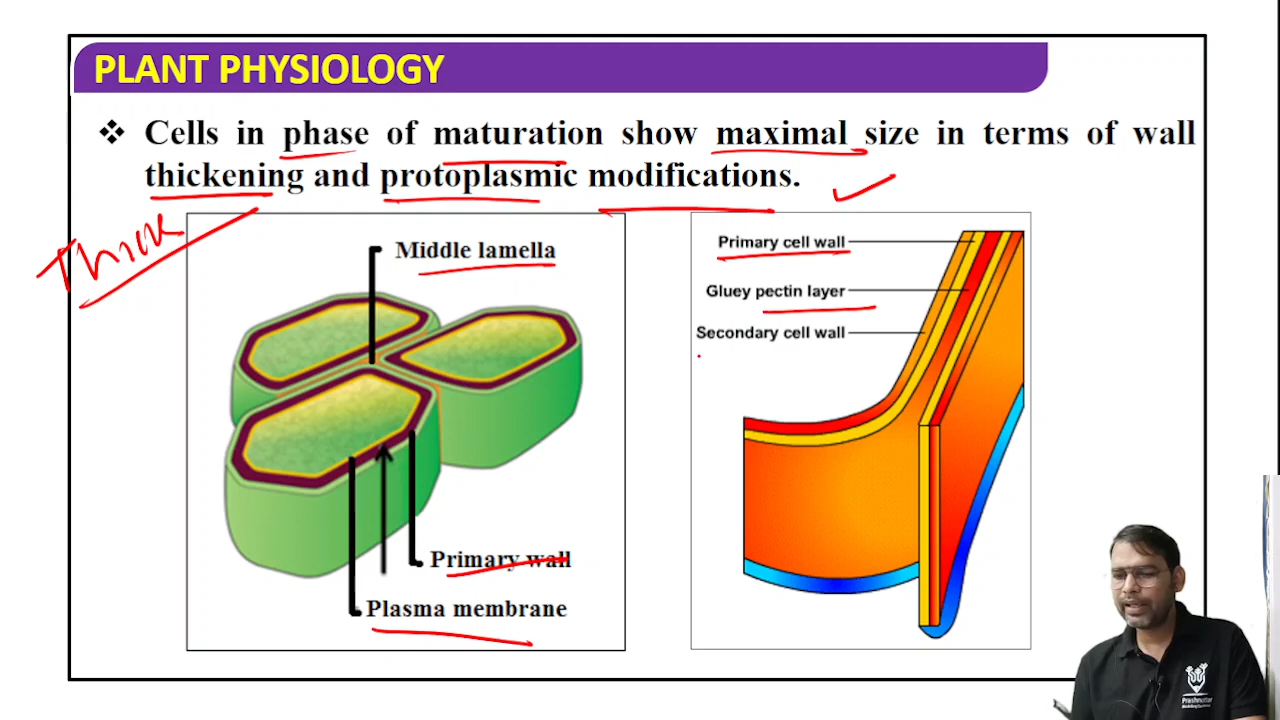 PLANT PHYSIOLOGY
❖ Cells in phase of maturation show maximal size in terms of wall
thickening and protoplasmic modifications.
Thick
Middle lamella
Primary wall
Plasma membrane
Primary cell wall
Gluey pectin layer
Secondary cell wall